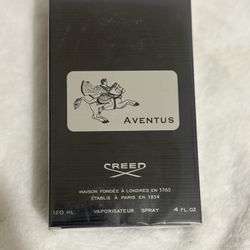 AVENTUS
CREED
MAISON FONDÉE À LONDRES EN 1760
ÉTABLIE À PARIS EN 1854
120 ML VAPORISATEUR SPRAY 4 FL.OZ